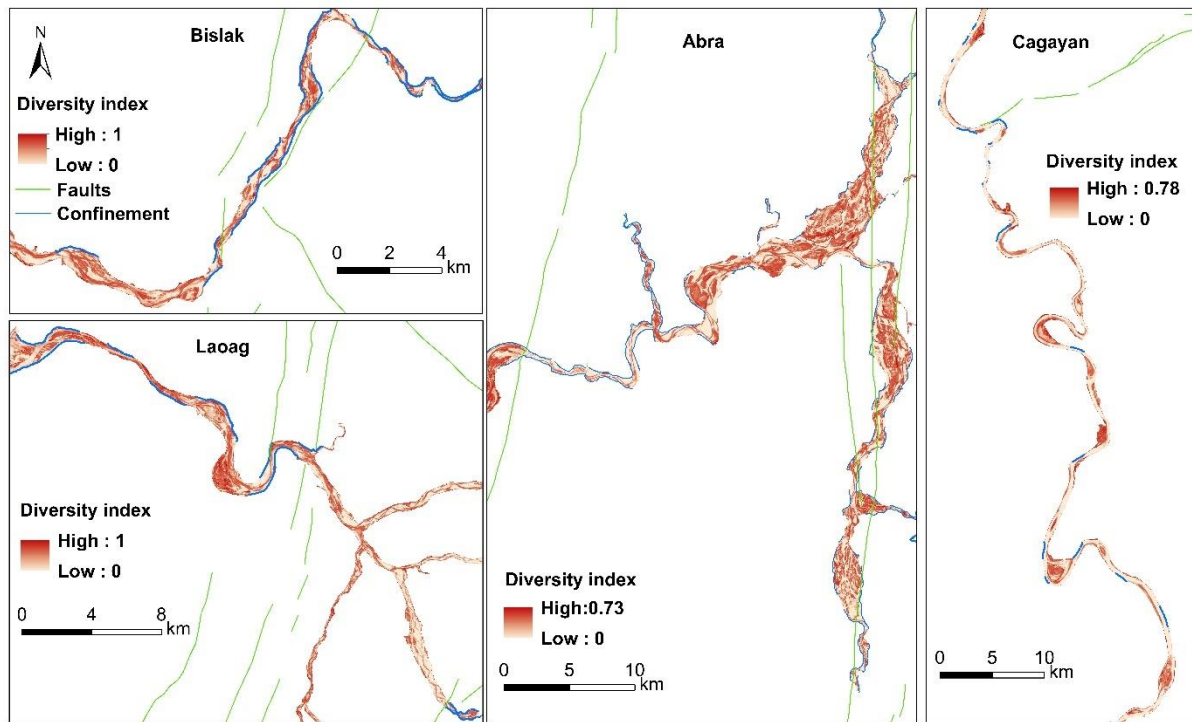 Bislak
N
Diversity index
High : 1
Low : 0
Faults
Confinement
0 2 4
km
Laoag
Diversity index
High : 1
Low : 0
0 4 8
km
Abra
Diversity index
High:0.73
Low : 0
0 5 10
km
Cagayan
Diversity index
High : 0.78
Low : 0
0 5 10
km